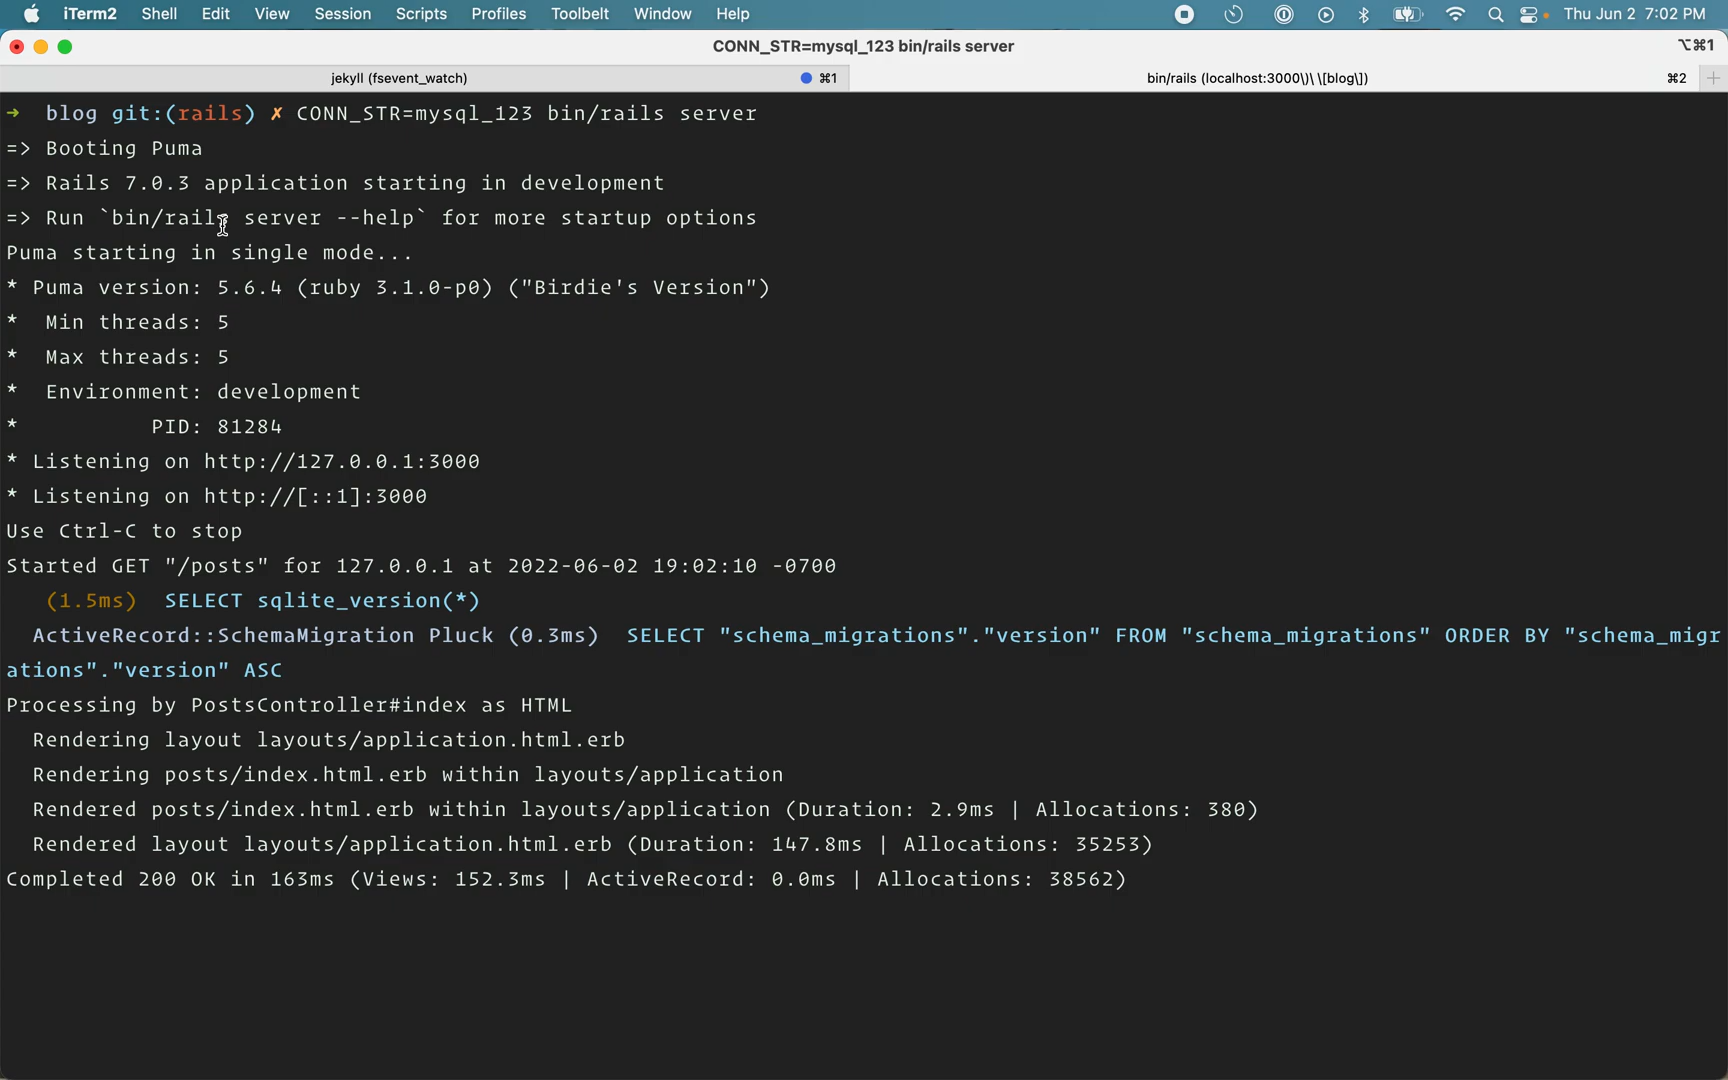 iTerm2 Shell Edit View Session Scripts Profiles Toolbelt Window Help Thu Jun 2 7:02 PM
CONN_STR=mysql_123 bin/rails server ⌥⌘1
jekyll (fsevent_watch) ⌘1 bin/rails (localhost:3000\)\ \[blog\]) ⌘2 +
➜ blog git:(rails) ✗ CONN_STR=mysql_123 bin/rails server
=> Booting Puma
=> Rails 7.0.3 application starting in development
=> Run `bin/rails server --help` for more startup options
Puma starting in single mode...
* Puma version: 5.6.4 (ruby 3.1.0-p0) ("Birdie's Version")
*  Min threads: 5
*  Max threads: 5
*  Environment: development
*          PID: 81284
* Listening on http://127.0.0.1:3000
* Listening on http://[::1]:3000
Use Ctrl-C to stop
Started GET "/posts" for 127.0.0.1 at 2022-06-02 19:02:10 -0700
   (1.5ms)  SELECT sqlite_version(*)
  ActiveRecord::SchemaMigration Pluck (0.3ms)  SELECT "schema_migrations"."version" FROM "schema_migrations" ORDER BY "schema_migr
ations"."version" ASC
Processing by PostsController#index as HTML
  Rendering layout layouts/application.html.erb
  Rendering posts/index.html.erb within layouts/application
  Rendered posts/index.html.erb within layouts/application (Duration: 2.9ms | Allocations: 380)
  Rendered layout layouts/application.html.erb (Duration: 147.8ms | Allocations: 35253)
Completed 200 OK in 163ms (Views: 152.3ms | ActiveRecord: 0.0ms | Allocations: 38562)